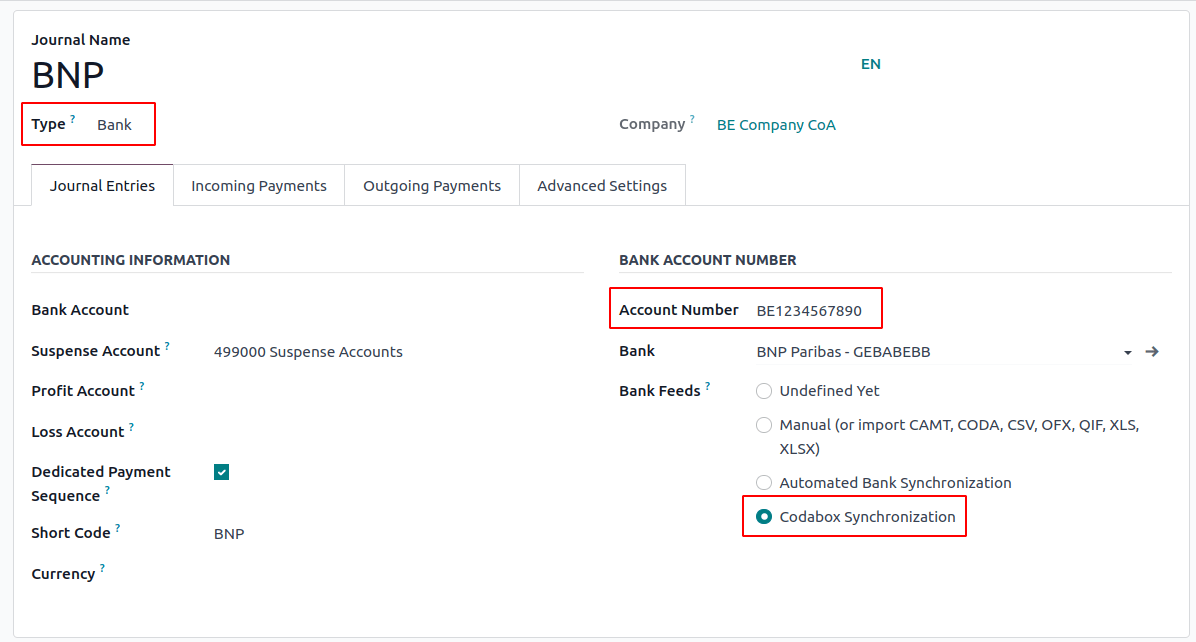 Journal Name
BNP
EN
Type ? Bank
Company ? BE Company CoA
Journal Entries Incoming Payments Outgoing Payments Advanced Settings
ACCOUNTING INFORMATION
BANK ACCOUNT NUMBER
Bank Account
Account Number BE1234567890
Suspense Account ? 499000 Suspense Accounts
Bank BNP Paribas - GEBABEBB
Profit Account ?
Bank Feeds ? Undefined Yet
Loss Account ?
Manual (or import CAMT, CODA, CSV, OFX, QIF, XLS,
XLSX)
Dedicated Payment
Sequence ?
Automated Bank Synchronization
Codabox Synchronization
Short Code ? BNP
Currency ?